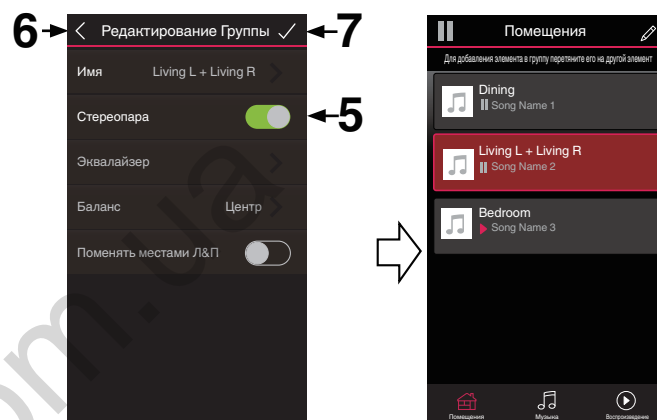 6
Редактирование Группы
7
Имя Living L + Living R
Стереопара
5
Эквалайзер
Баланс Центр
Поменять местами Л&П
Помещения
Для добавления элемента в группу перетяните его на другой элемент
Dining
Song Name 1
Living L + Living R
Song Name 2
Bedroom
Song Name 3
Помещения Музыка Воспроизведение
om.ua